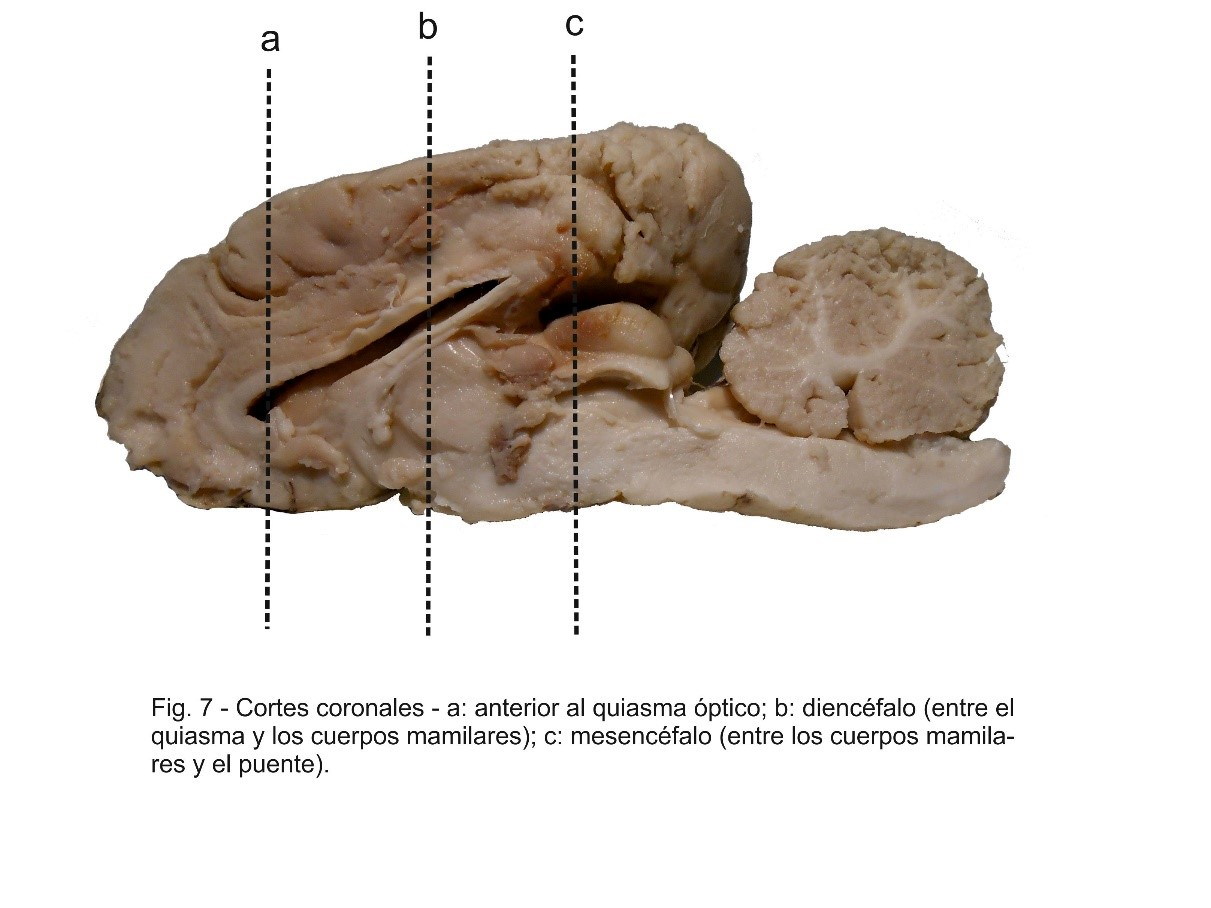 a
b
c
Fig. 7 - Cortes coronales - a: anterior al quiasma óptico; b: diencéfalo (entre el
quiasma y los cuerpos mamilares); c: mesencéfalo (entre los cuerpos mamila-
res y el puente).